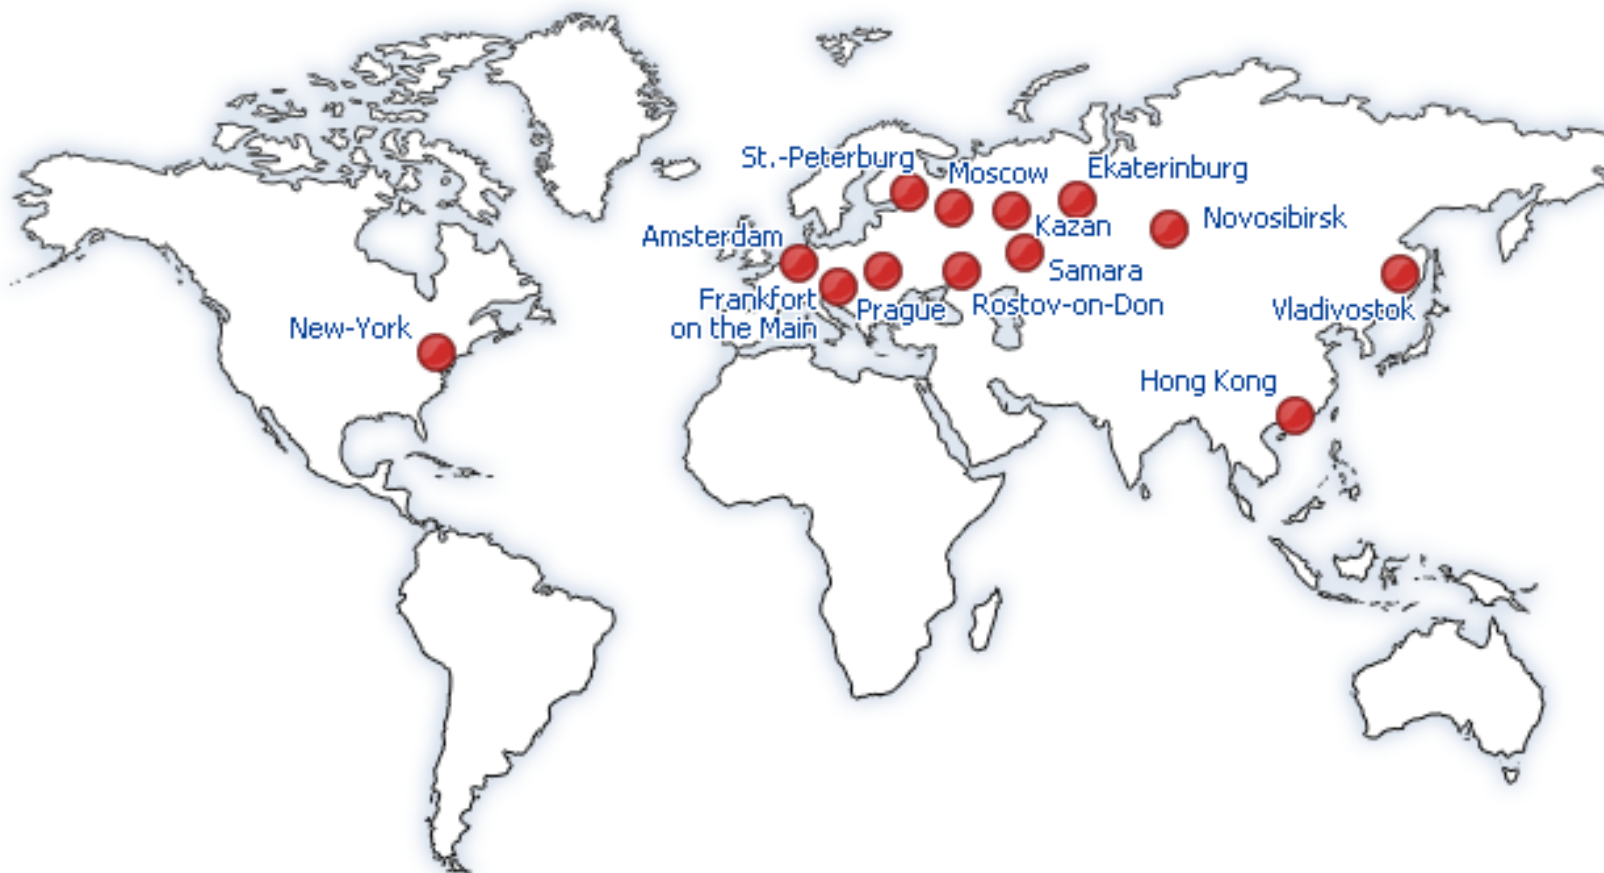 St.-Peterburg
Moscow
Ekaterinburg
Amsterdam
Kazan
Novosibirsk
Samara
Frankfort
on the Main
Prague
Rostov-on-Don
Vladivostok
New-York
Hong Kong